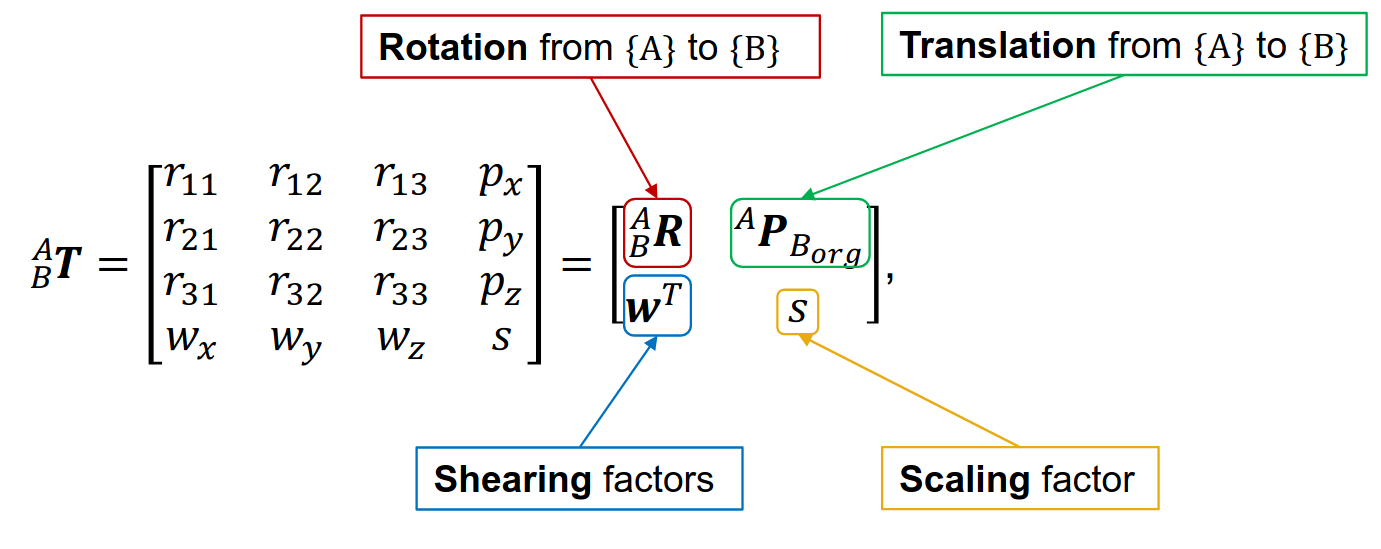 Rotation from {A} to {B}
Translation from {A} to {B}
$^A_B\boldsymbol{T} = \begin{bmatrix} r_{11} & r_{12} & r_{13} & p_x \\ r_{21} & r_{22} & r_{23} & p_y \\ r_{31} & r_{32} & r_{33} & p_z \\ w_x & w_y & w_z & s \end{bmatrix} = \begin{bmatrix} ^A_B\boldsymbol{R} & ^A\boldsymbol{P}_{B_{org}} \\ \boldsymbol{w}^T & s \end{bmatrix},$
Shearing factors
Scaling factor